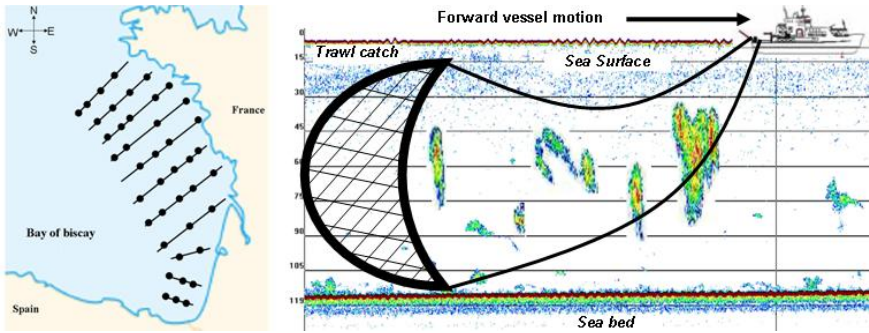 N
W E
S
France
Bay of biscay
Spain
Forward vessel motion
Trawl catch
Sea Surface
0
15
30
45
60
75
90
105
119
Sea bed